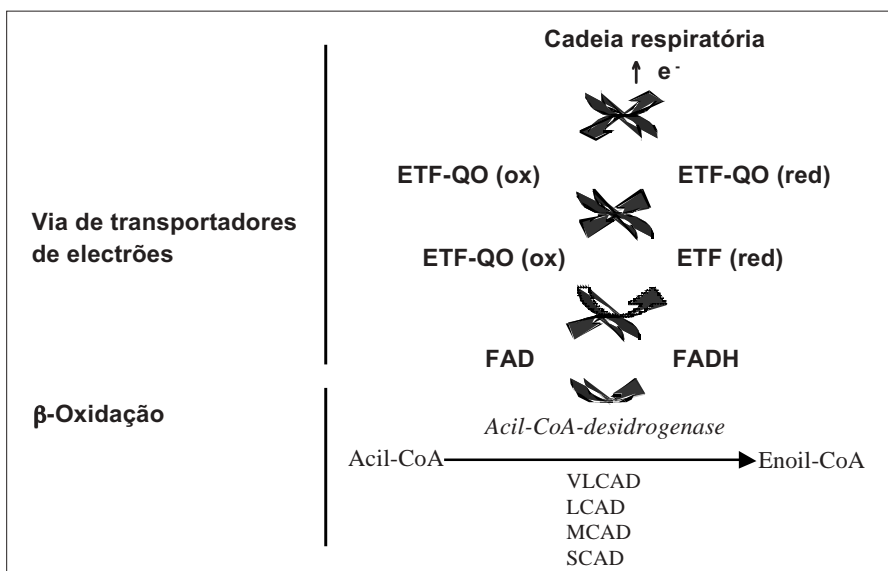 Cadeia respiratória
e -
ETF-QO (ox) ETF-QO (red)
Via de transportadores
de electrões
ETF-QO (ox) ETF (red)
FAD FADH
β-Oxidação
Acil-CoA-desidrogenase
Acil-CoA Enoil-CoA
VLCAD
LCAD
MCAD
SCAD